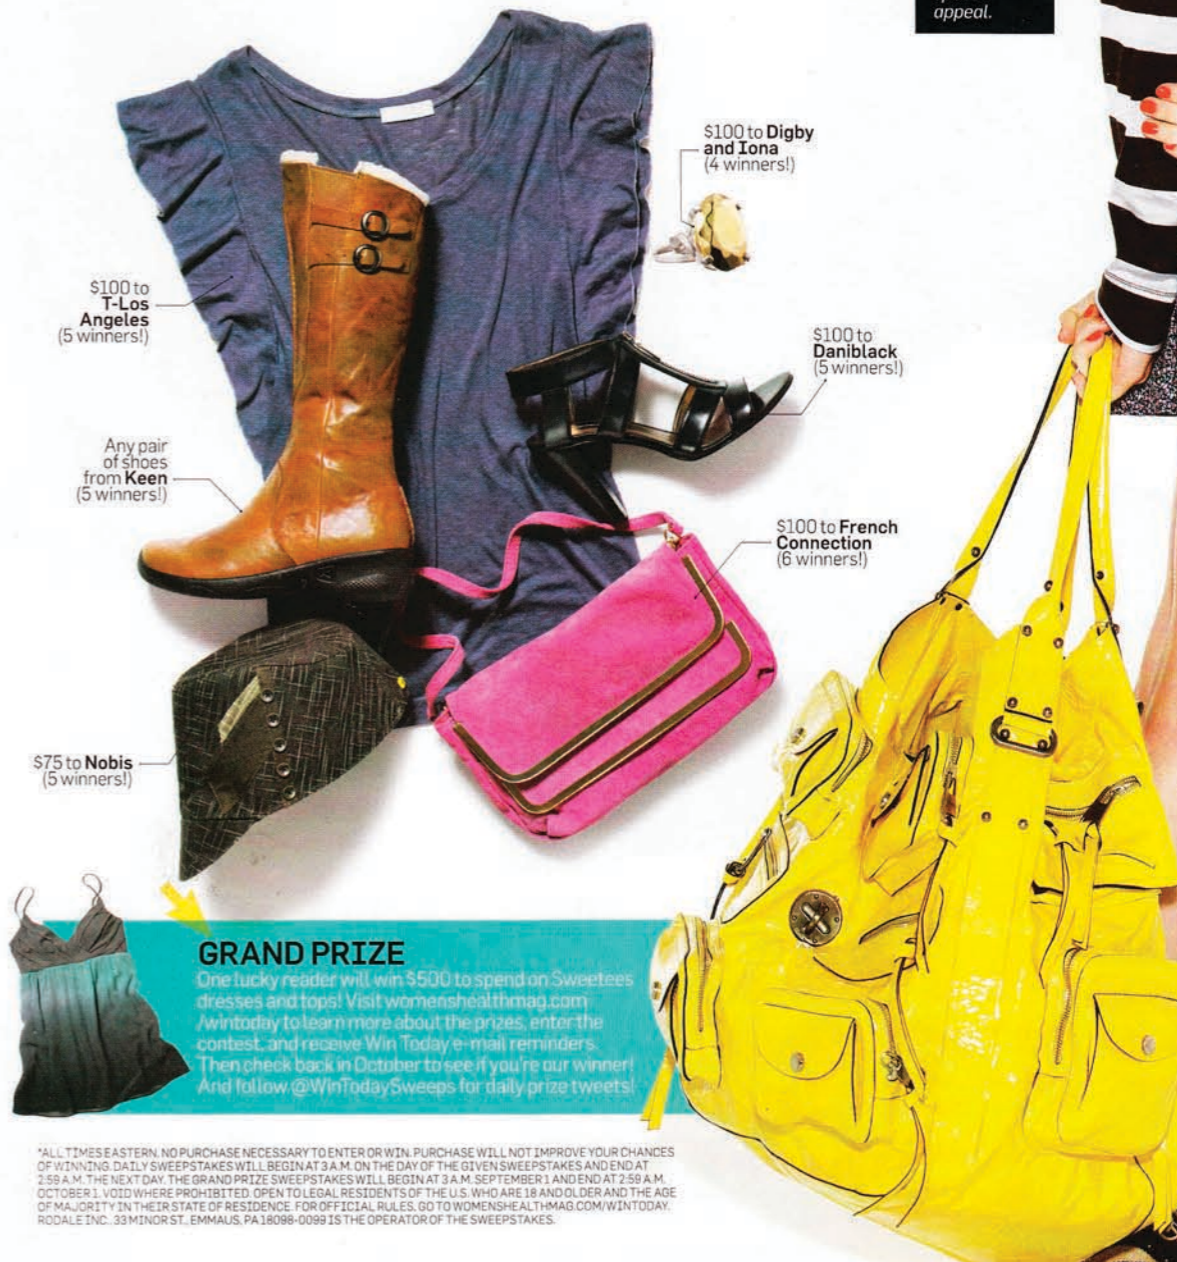 appeal.
$100 to Digby
and Iona
(4 winners!)
$100 to
T-Los
Angeles
(5 winners!)
$100 to
Daniblack
(5 winners!)
Any pair
of shoes
from Keen
(5 winners!)
$100 to French
Connection
(6 winners!)
$75 to Nobis
(5 winners!)
GRAND PRIZE
One lucky reader will win $500 to spend on Sweetees
dresses and tops! Visit womenshealthmag.com
/wintoday to learn more about the prizes, enter the
contest, and receive Win Today e-mail reminders.
Then check back in October to see if you're our winner!
And follow @WinTodaySweeps for daily prize tweets!
*ALL TIMES EASTERN. NO PURCHASE NECESSARY TO ENTER OR WIN. PURCHASE WILL NOT IMPROVE YOUR CHANCES
OF WINNING. DAILY SWEEPSTAKES WILL BEGIN AT 3 A.M. ON THE DAY OF THE GIVEN SWEEPSTAKES AND END AT
2:59 A.M. THE NEXT DAY. THE GRAND PRIZE SWEEPSTAKES WILL BEGIN AT 3 A.M. SEPTEMBER 1 AND END AT 2:59 A.M.
OCTOBER 1. VOID WHERE PROHIBITED. OPEN TO LEGAL RESIDENTS OF THE U.S. WHO ARE 18 AND OLDER AND THE AGE
OF MAJORITY IN THEIR STATE OF RESIDENCE. FOR OFFICIAL RULES, GO TO WOMENSHEALTHMAG.COM/WINTODAY.
RODALE INC., 33 MINOR ST., EMMAUS, PA 18098-0099 IS THE OPERATOR OF THE SWEEPSTAKES.